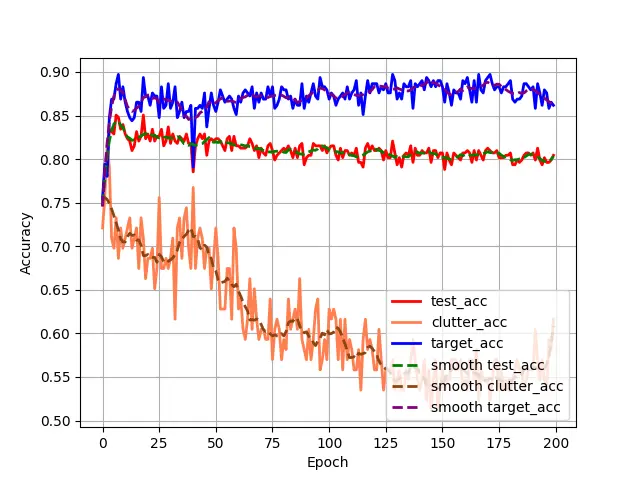 0.90
0.85
0.80
0.75
0.70
0.65
0.60
0.55
0.50
Accuracy
0
25
50
75
100
125
150
175
200
Epoch
test_acc
clutter_acc
target_acc
smooth test_acc
smooth clutter_acc
smooth target_acc